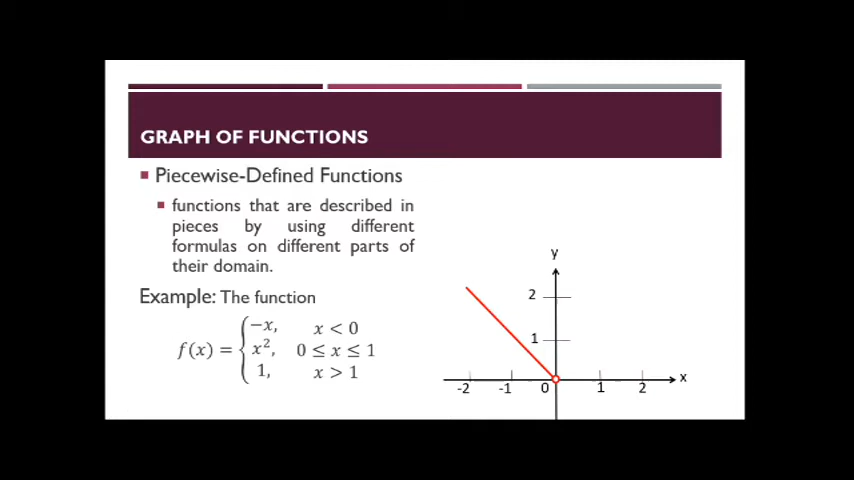 GRAPH OF FUNCTIONS
Piecewise-Defined Functions
functions that are described in
pieces by using different
formulas on different parts of
their domain.
Example: The function
−x, x < 0
f(x) = { x², 0 ≤ x ≤ 1
1, x > 1
y
2
1
-2 -1 0 1 2 x